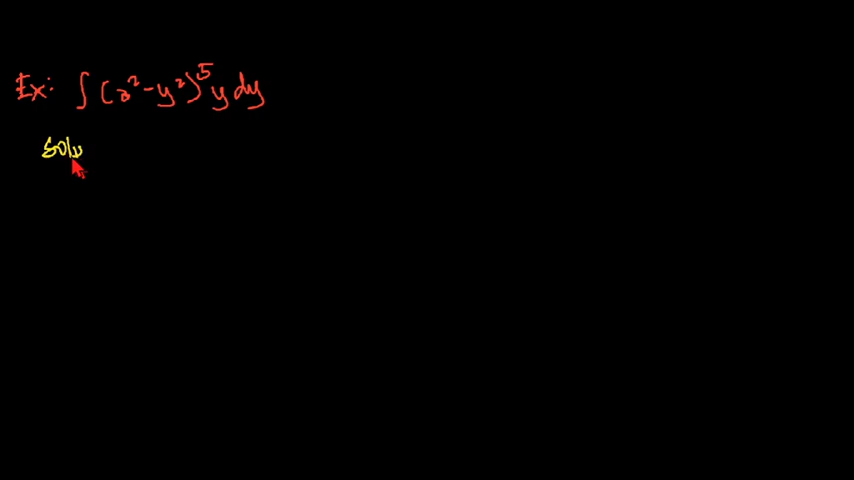 Ex: ∫ (a² - y²)⁵ y dy
Solu